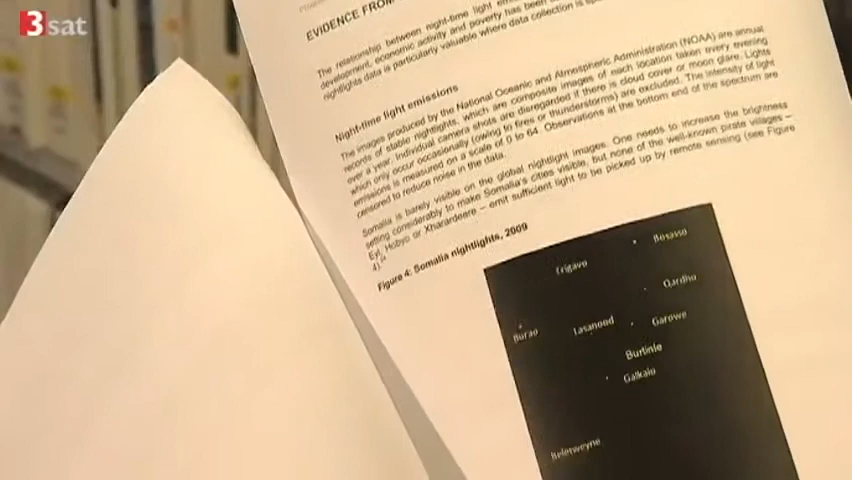 3sat
EVIDENCE FROM
The relationship between night-time light
development, economic activity and poverty has been
nightlights data is particularly valuable where data collection is
Night-time light emissions
The images produced by the National Oceanic and Atmospheric Administration (NOAA) are annual
records of stable nightlights, which are composite images of each location taken every evening
over a year. Individual camera shots are disregarded if there is cloud cover or moon glare. Lights
which only occur occasionally (owing to fires or thunderstorms) are excluded. The intensity of light
emissions is measured on a scale of 0 to 64. Observations at the bottom end of the spectrum are
censored to reduce noise in the data.
Somalia is barely visible on the global nightlight images. One needs to increase the brightness
setting considerably to make Somalia's cities visible, but none of the well-known pirate villages –
Eyl, Hobyo or Xharardeere – emit sufficient light to be picked up by remote sensing (see Figure
4).
Figure 4: Somalia nightlights, 2009
Bosasso
Erigavo
Qardho
Burao
Lasanood
Garowe
Burtinle
Galkaio
Beletweyne